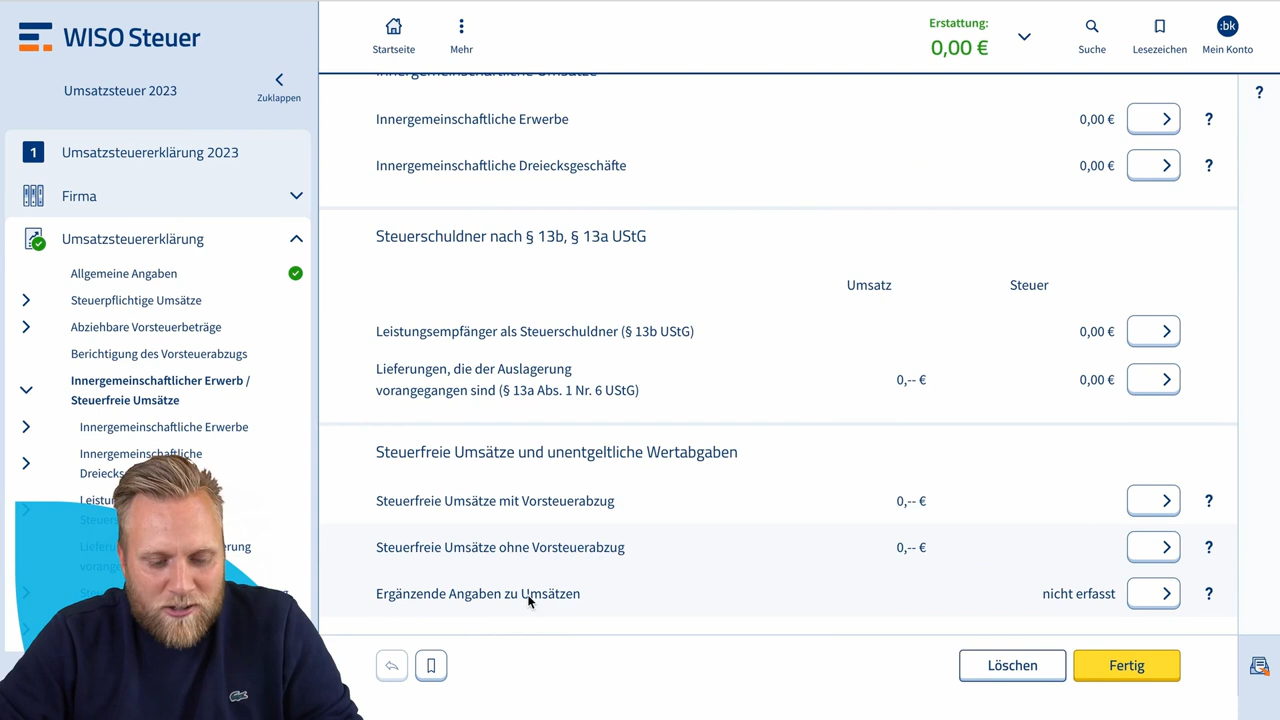 WISO Steuer
Startseite
Mehr
Erstattung:
0,00 €
Suche
:bk
Lesezeichen
Mein Konto
Umsatzsteuer 2023
Zuklappen
1 Umsatzsteuererklärung 2023
Firma
Umsatzsteuererklärung
Allgemeine Angaben
Steuerpflichtige Umsätze
Abziehbare Vorsteuerbeträge
Berichtigung des Vorsteuerabzugs
Innergemeinschaftlicher Erwerb /
Steuerfreie Umsätze
Innergemeinschaftliche Erwerbe
Innergemeinschaftliche
Innergemeinschaftliche Umsätze
Innergemeinschaftliche Erwerbe 0,00 € ?
Innergemeinschaftliche Dreiecksgeschäfte 0,00 € ?
Steuerschuldner nach § 13b, § 13a UStG
Umsatz Steuer
Leistungsempfänger als Steuerschuldner (§ 13b UStG) 0,00 €
Lieferungen, die der Auslagerung
vorangegangen sind (§ 13a Abs. 1 Nr. 6 UStG) 0,-- € 0,00 €
Steuerfreie Umsätze und unentgeltliche Wertabgaben
Steuerfreie Umsätze mit Vorsteuerabzug 0,-- € ?
Steuerfreie Umsätze ohne Vorsteuerabzug 0,-- € ?
Ergänzende Angaben zu Umsätzen nicht erfasst ?
Löschen
Fertig
?